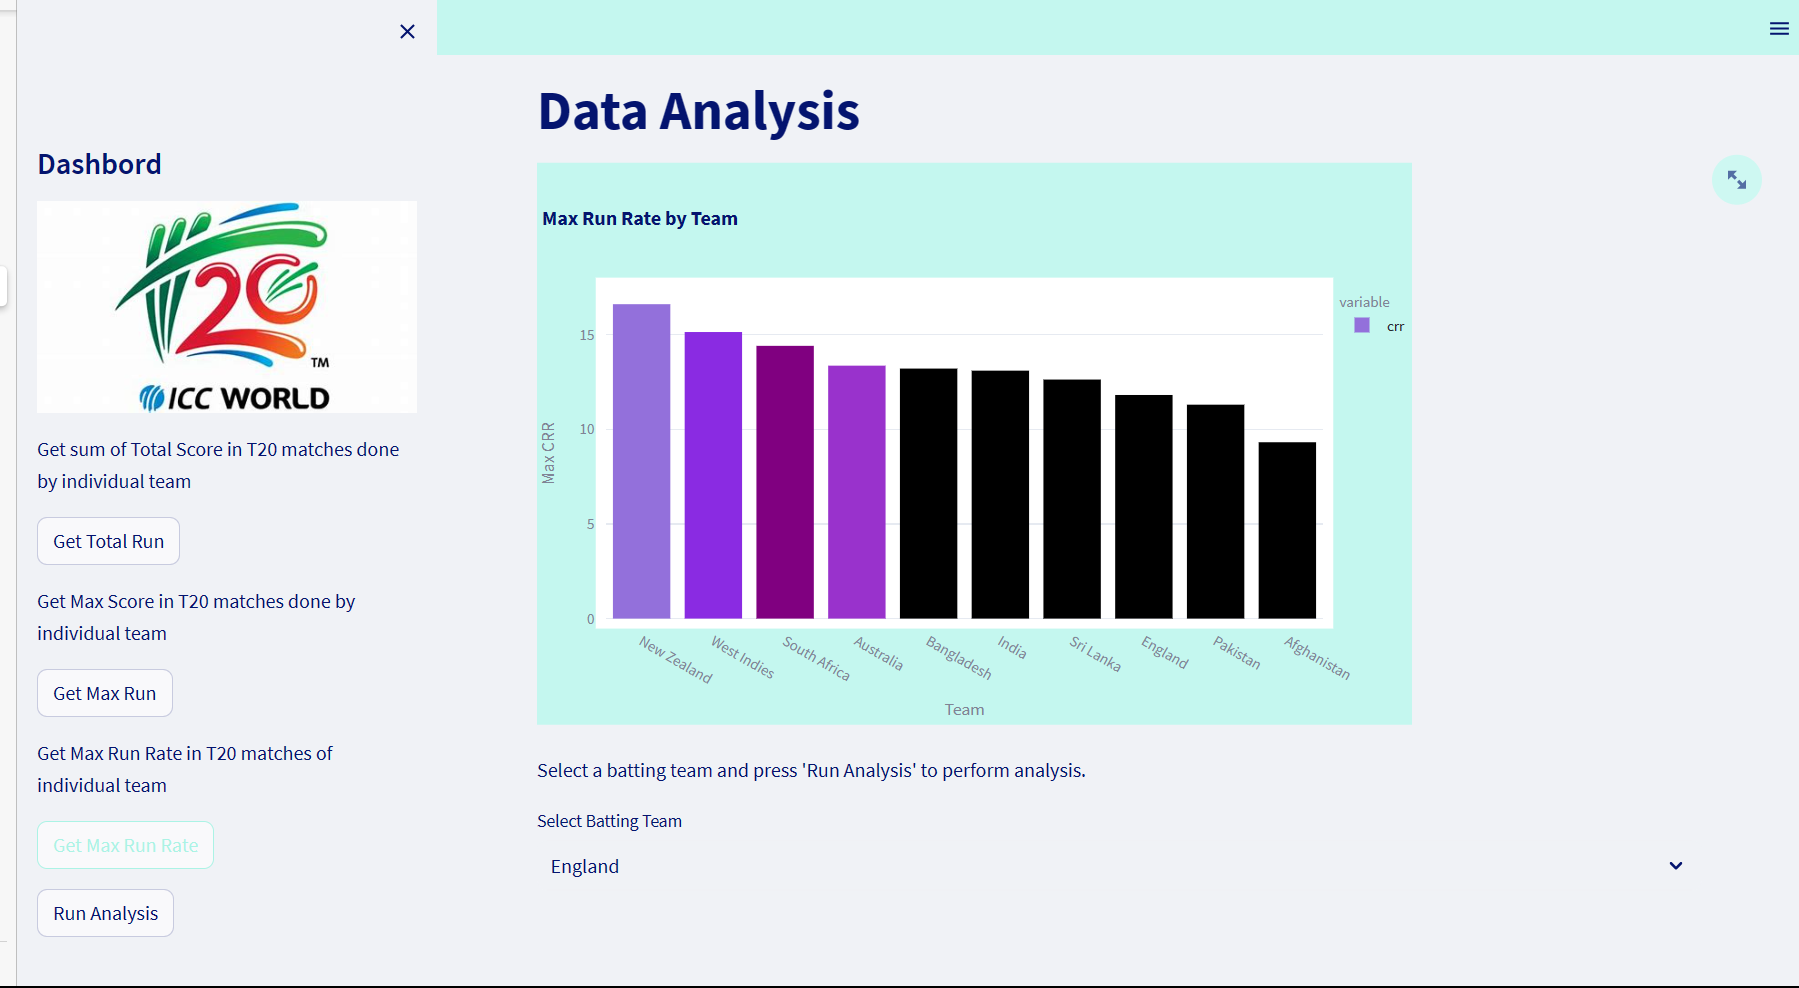 Dashbord
T20
TM
ICC WORLD
Get sum of Total Score in T20 matches done
by individual team
Get Total Run
Get Max Score in T20 matches done by
individual team
Get Max Run
Get Max Run Rate in T20 matches of
individual team
Get Max Run Rate
Run Analysis
Data Analysis
Max Run Rate by Team
variable
crr
Max CRR
15
10
5
0
New Zealand
West Indies
South Africa
Australia
Bangladesh
India
Sri Lanka
England
Pakistan
Afghanistan
Team
Select a batting team and press 'Run Analysis' to perform analysis.
Select Batting Team
England